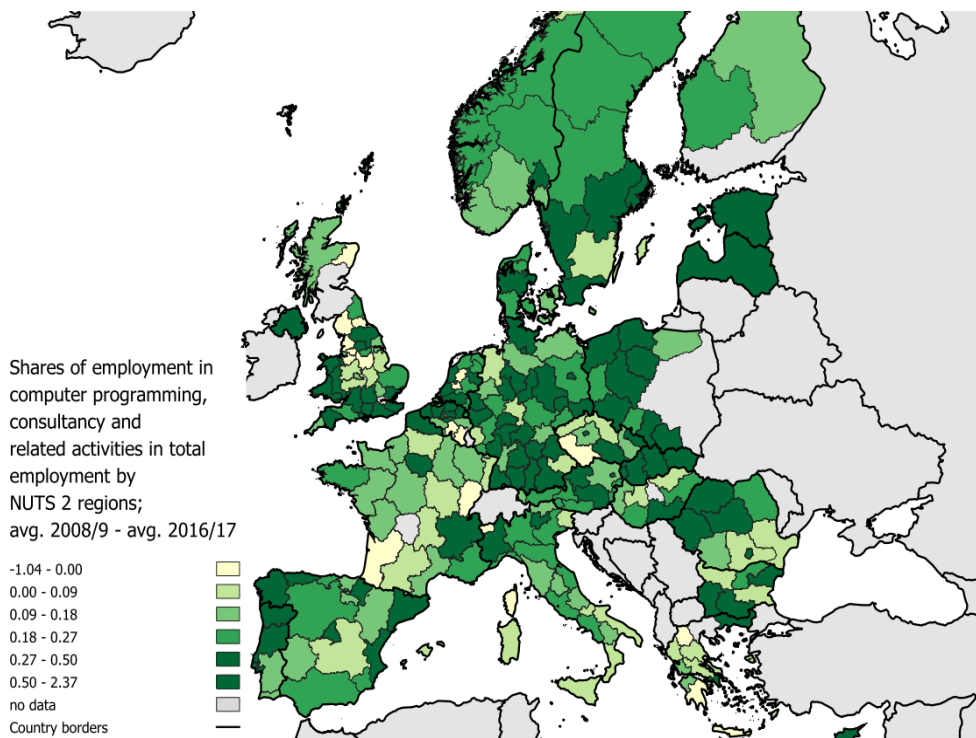 Shares of employment in
computer programming,
consultancy and
related activities in total
employment by
NUTS 2 regions;
avg. 2008/9 - avg. 2016/17
-1.04 - 0.00
0.00 - 0.09
0.09 - 0.18
0.18 - 0.27
0.27 - 0.50
0.50 - 2.37
no data
Country borders